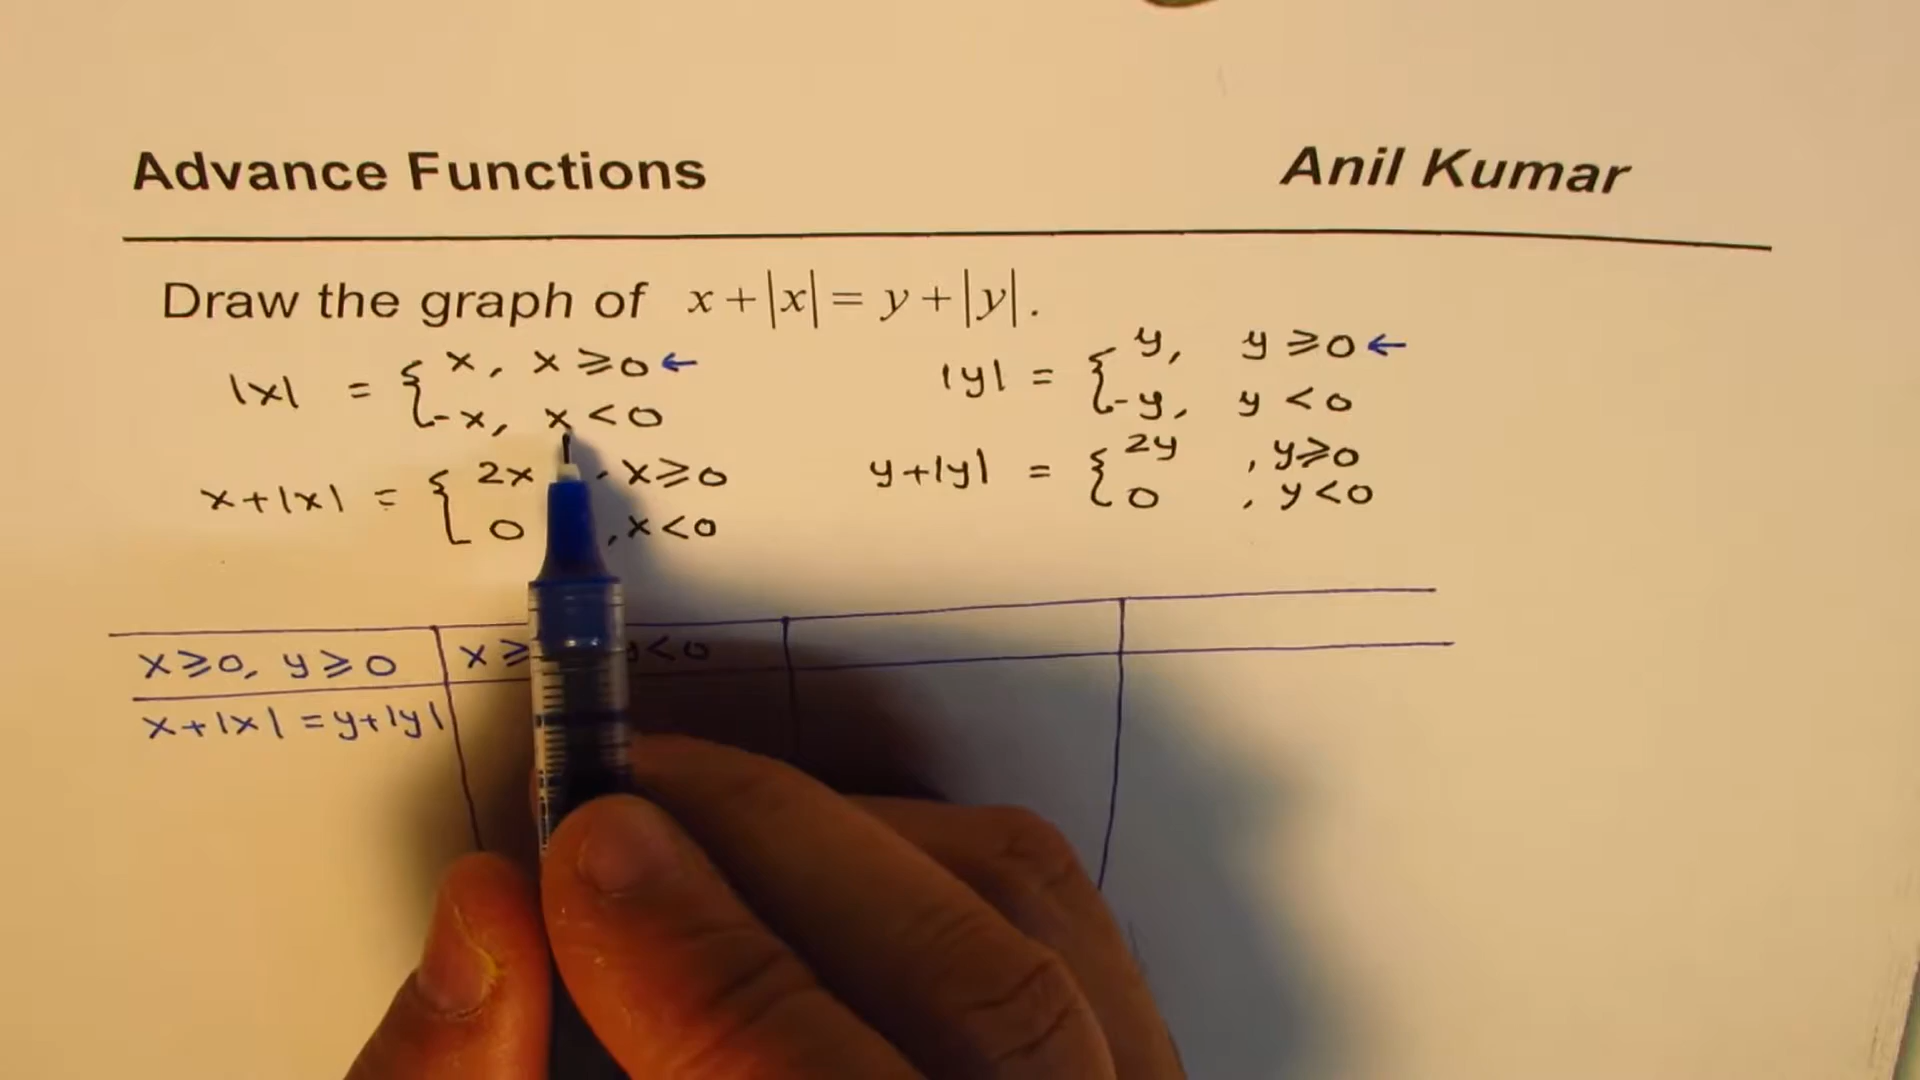 Advance Functions Anil Kumar
Draw the graph of x+|x|= y+|y|.
|x| = { x, x ≥ 0 ← |y| = { y, y ≥ 0 ←
-x, x < 0 -y, y < 0
x+|x| = { 2x , x ≥ 0 y+|y| = { 2y , y ≥ 0
0 , x < 0 0 , y < 0
x ≥ 0, y ≥ 0 x ≥ y < 0
x+|x| = y+|y|